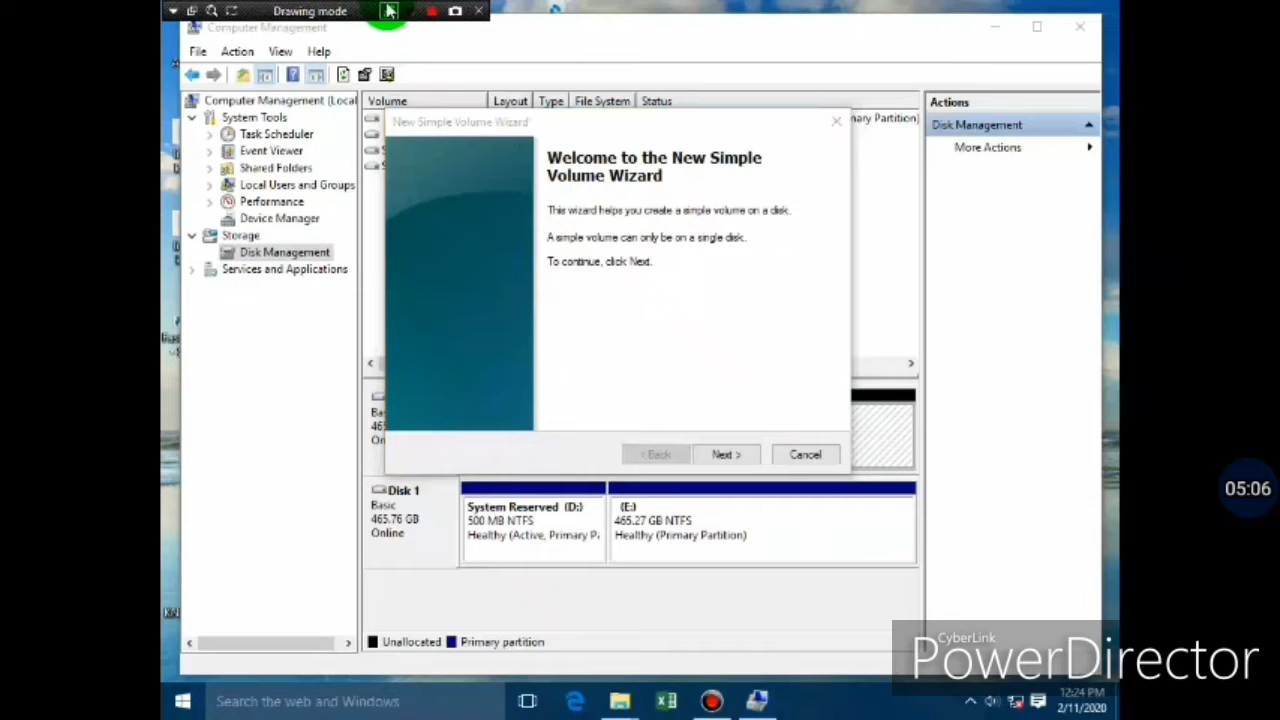 Drawing mode
Computer Management
File Action View Help
Computer Management (Local
System Tools
Task Scheduler
Event Viewer
Shared Folders
Local Users and Groups
Performance
Device Manager
Storage
Disk Management
Services and Applications
Volume Layout Type File System Status
nary Partition)
New Simple Volume Wizard
Welcome to the New Simple
Volume Wizard
This wizard helps you create a simple volume on a disk.
A simple volume can only be on a single disk.
To continue, click Next.
< Back Next > Cancel
Actions
Disk Management
More Actions
Bas
465
On
Disk 1
Basic
465.76 GB
Online
System Reserved (D:)
500 MB NTFS
Healthy (Active, Primary Pa
(E:)
465.27 GB NTFS
Healthy (Primary Partition)
Unallocated Primary partition
05:06
CyberLink
PowerDirector
Search the web and Windows
12:24 PM
2/11/2020